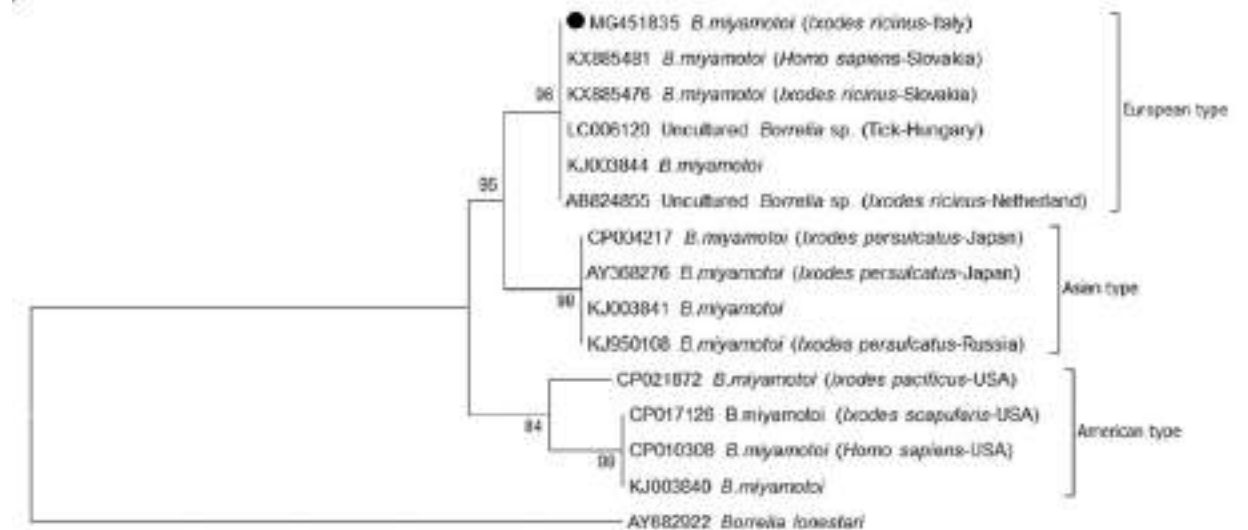 MG451835 B.miyamotoi (Ixodes ricinus-Italy)
KX885481 B.miyamotoi (Homo sapiens-Slovakia)
96 KX885476 B.miyamotoi (Ixodes ricinus-Slovakia)
European type
LC006120 Uncultured Borrelia sp. (Tick-Hungary)
KJ003844 B.miyamotoi
95
AB824855 Uncultured Borrelia sp. (Ixodes ricinus-Netherland)
CP004217 B.miyamotoi (Ixodes persulcatus-Japan)
AY368276 B.miyamotoi (Ixodes persulcatus-Japan)
Asian type
KJ003841 B.miyamotoi
KJ950108 B.miyamotoi (Ixodes persulcatus-Russia)
CP021872 B.miyamotoi (Ixodes pacificus-USA)
CP017126 B.miyamotoi (Ixodes scapularis-USA)
84
American type
CP010308 B.miyamotoi (Homo sapiens-USA)
KJ003840 B.miyamotoi
AY682922 Borrelia lonestari